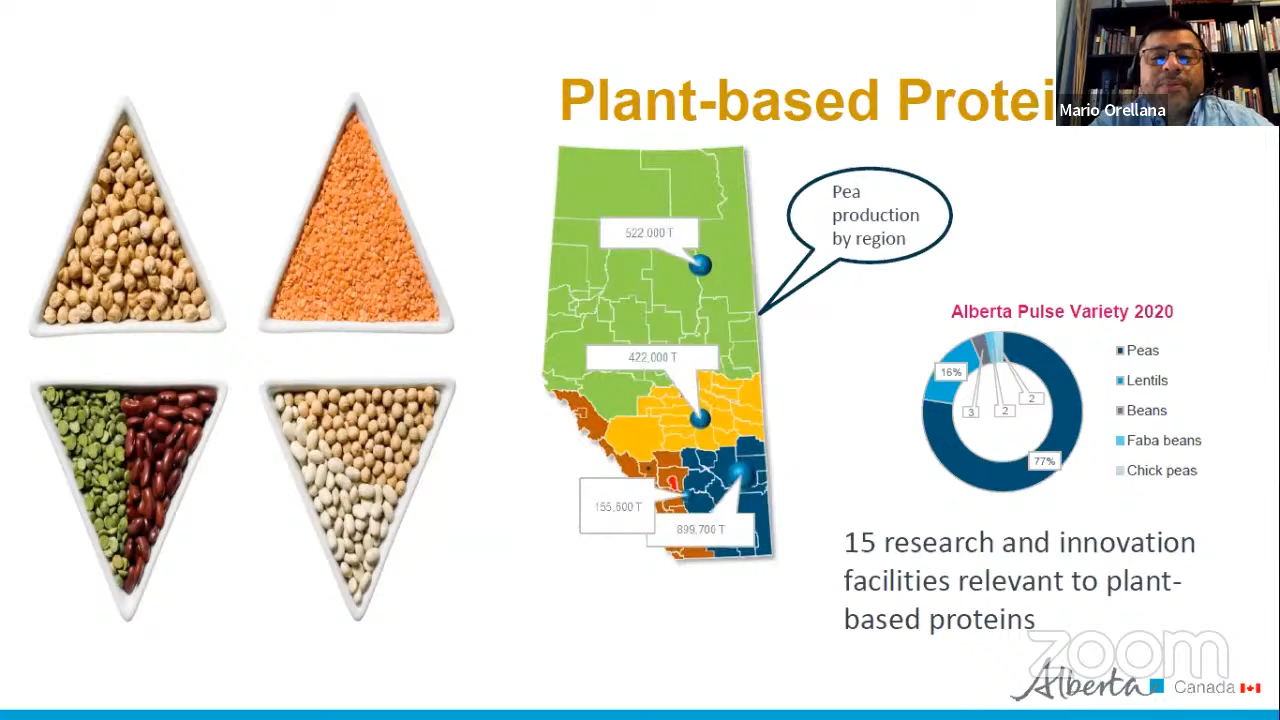 Plant-based Protei
Mario Orellana
Pea
production
by region
522,000 T
422,000 T
155,600 T
899,700 T
Alberta Pulse Variety 2020
16%
3
2
2
77%
Peas
Lentils
Beans
Faba beans
Chick peas
15 research and innovation
facilities relevant to plant-
based proteins
zoom
Alberta Canada